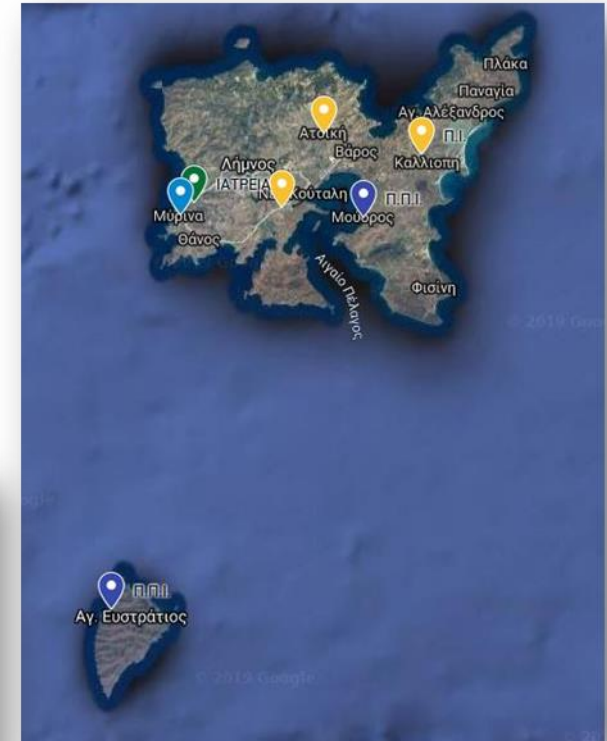 Πλάκα
Παναγία
Αγ. Αλέξανδρος
Ατσική
Π.Ι.
Βάρος
Καλλιόπη
Λήμνος
ΙΑΤΡΕΙΑ
Κούταλη
Π.Π.Ι.
Μύρινα
Μούδρος
Θάνος
Αιγαίο Πέλαγος
Φισίνη
© 2019
Π.Π.Ι.
Αγ. Ευστράτιος
© 2019 Google